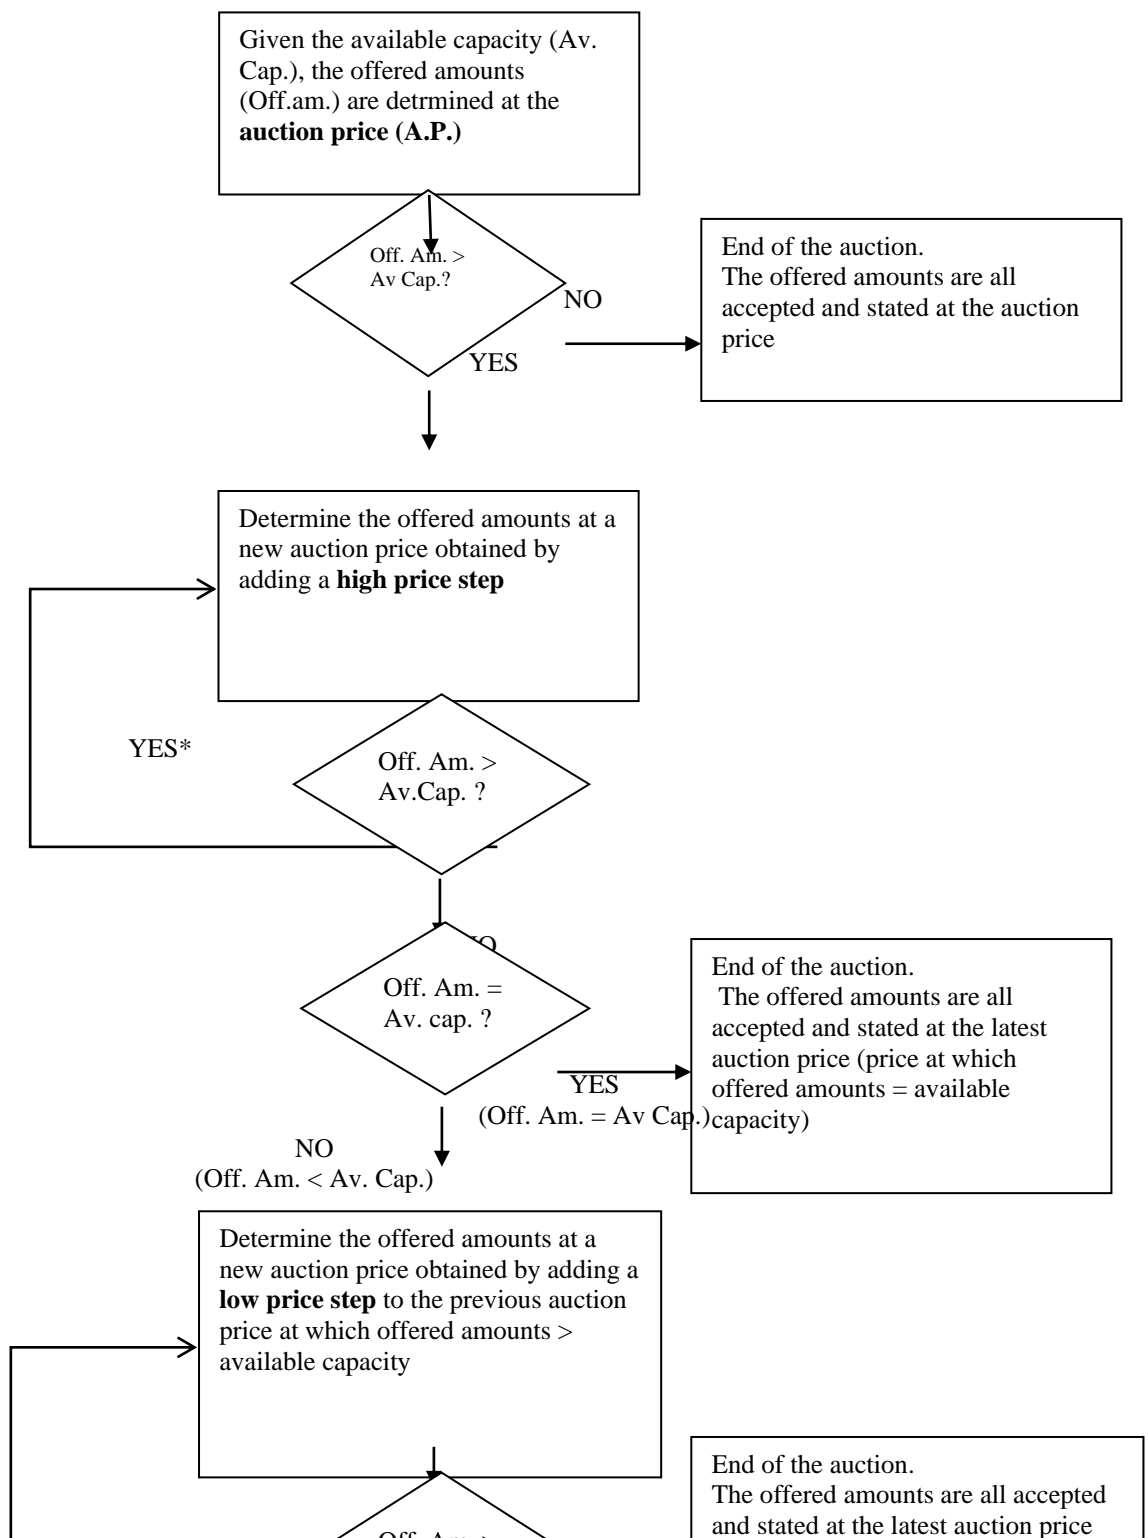 Given the available capacity (Av.
Cap.), the offered amounts
(Off.am.) are detrmined at the
auction price (A.P.)
Off. Am. >
Av Cap.?
NO
YES
End of the auction.
The offered amounts are all
accepted and stated at the auction
price
Determine the offered amounts at a
new auction price obtained by
adding a high price step
YES*
Off. Am. >
Av.Cap. ?
Off. Am. =
Av. cap. ?
YES
(Off. Am. = Av Cap.)
End of the auction.
The offered amounts are all
accepted and stated at the latest
auction price (price at which
offered amounts = available
capacity)
NO
(Off. Am. < Av. Cap.)
Determine the offered amounts at a
new auction price obtained by adding a
low price step to the previous auction
price at which offered amounts >
available capacity
End of the auction.
The offered amounts are all accepted
and stated at the latest auction price